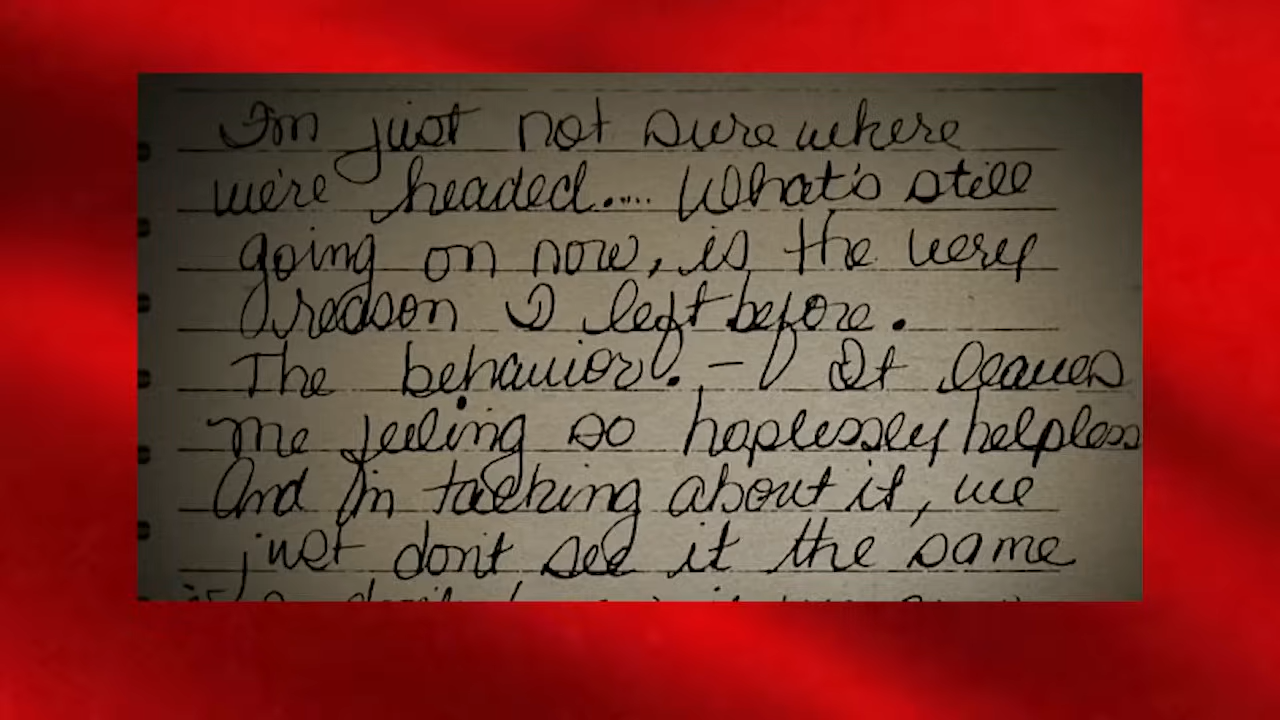 I'm just not sure where
we're headed.... What's still
going on now, is the very
reason I left before.
The behavior. - It leaves
me feeling so hoplessly helpless
And in talking about it, we
just don't see it the same